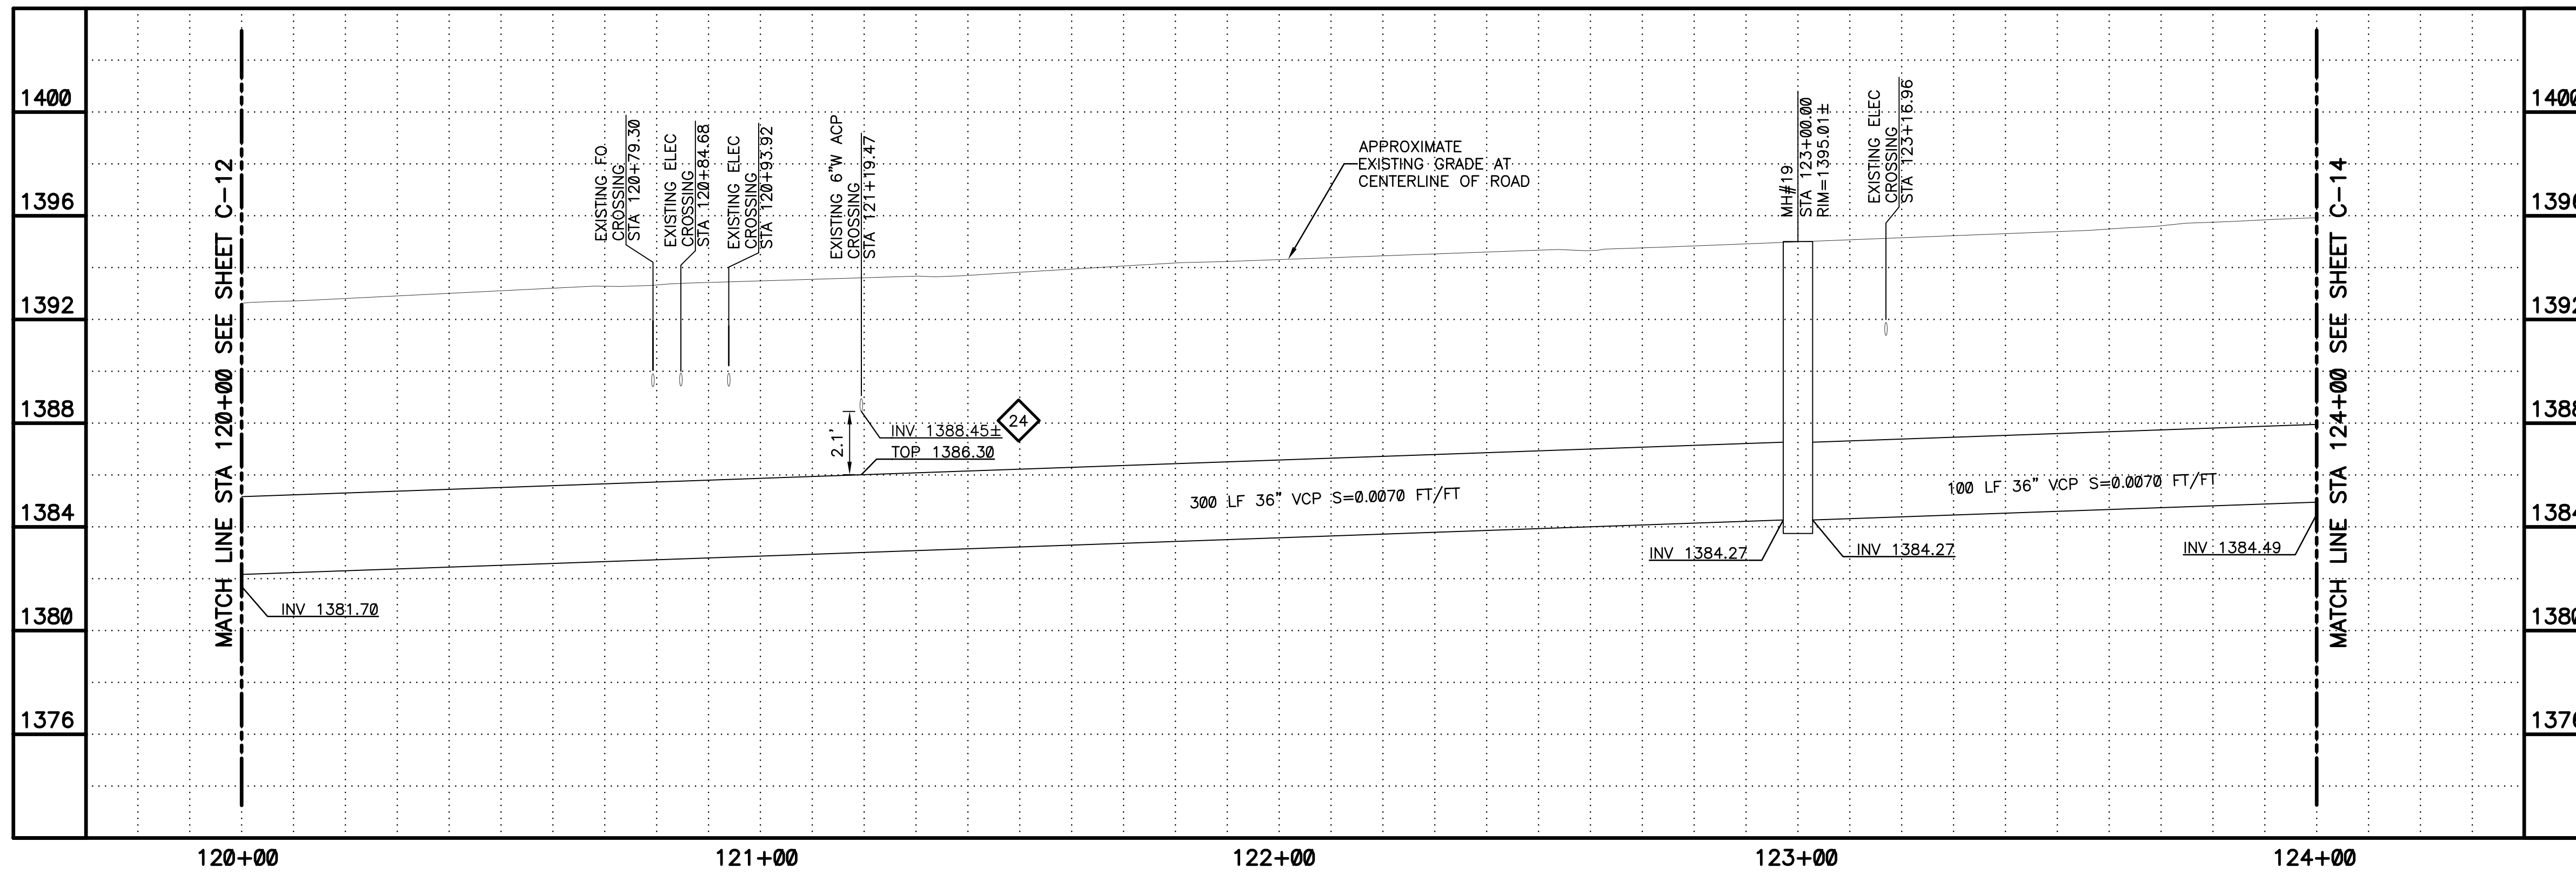 1400
1396
1392
1388
1384
1380
1376
MATCH LINE STA 120+00 SEE SHEET C-12
EXISTING FO
CROSSING
STA 120+79.30
EXISTING ELEC
CROSSING
STA 120+84.68
EXISTING ELEC
CROSSING
STA 120+93.92
EXISTING 6"W ACP
CROSSING
STA 121+19.47
APPROXIMATE
EXISTING GRADE AT
CENTERLINE OF ROAD
MH#19
STA 123+00.00
RIM=1395.01±
EXISTING ELEC
CROSSING
STA 123+16.96
2.1'
INV 1388.45±
24
TOP 1386.30
300 LF 36" VCP S=0.0070 FT/FT
100 LF 36" VCP S=0.0070 FT/FT
INV 1381.70
INV 1384.27
INV 1384.27
INV 1384.49
MATCH LINE STA 124+00 SEE SHEET C-14
120+00
121+00
122+00
123+00
124+00